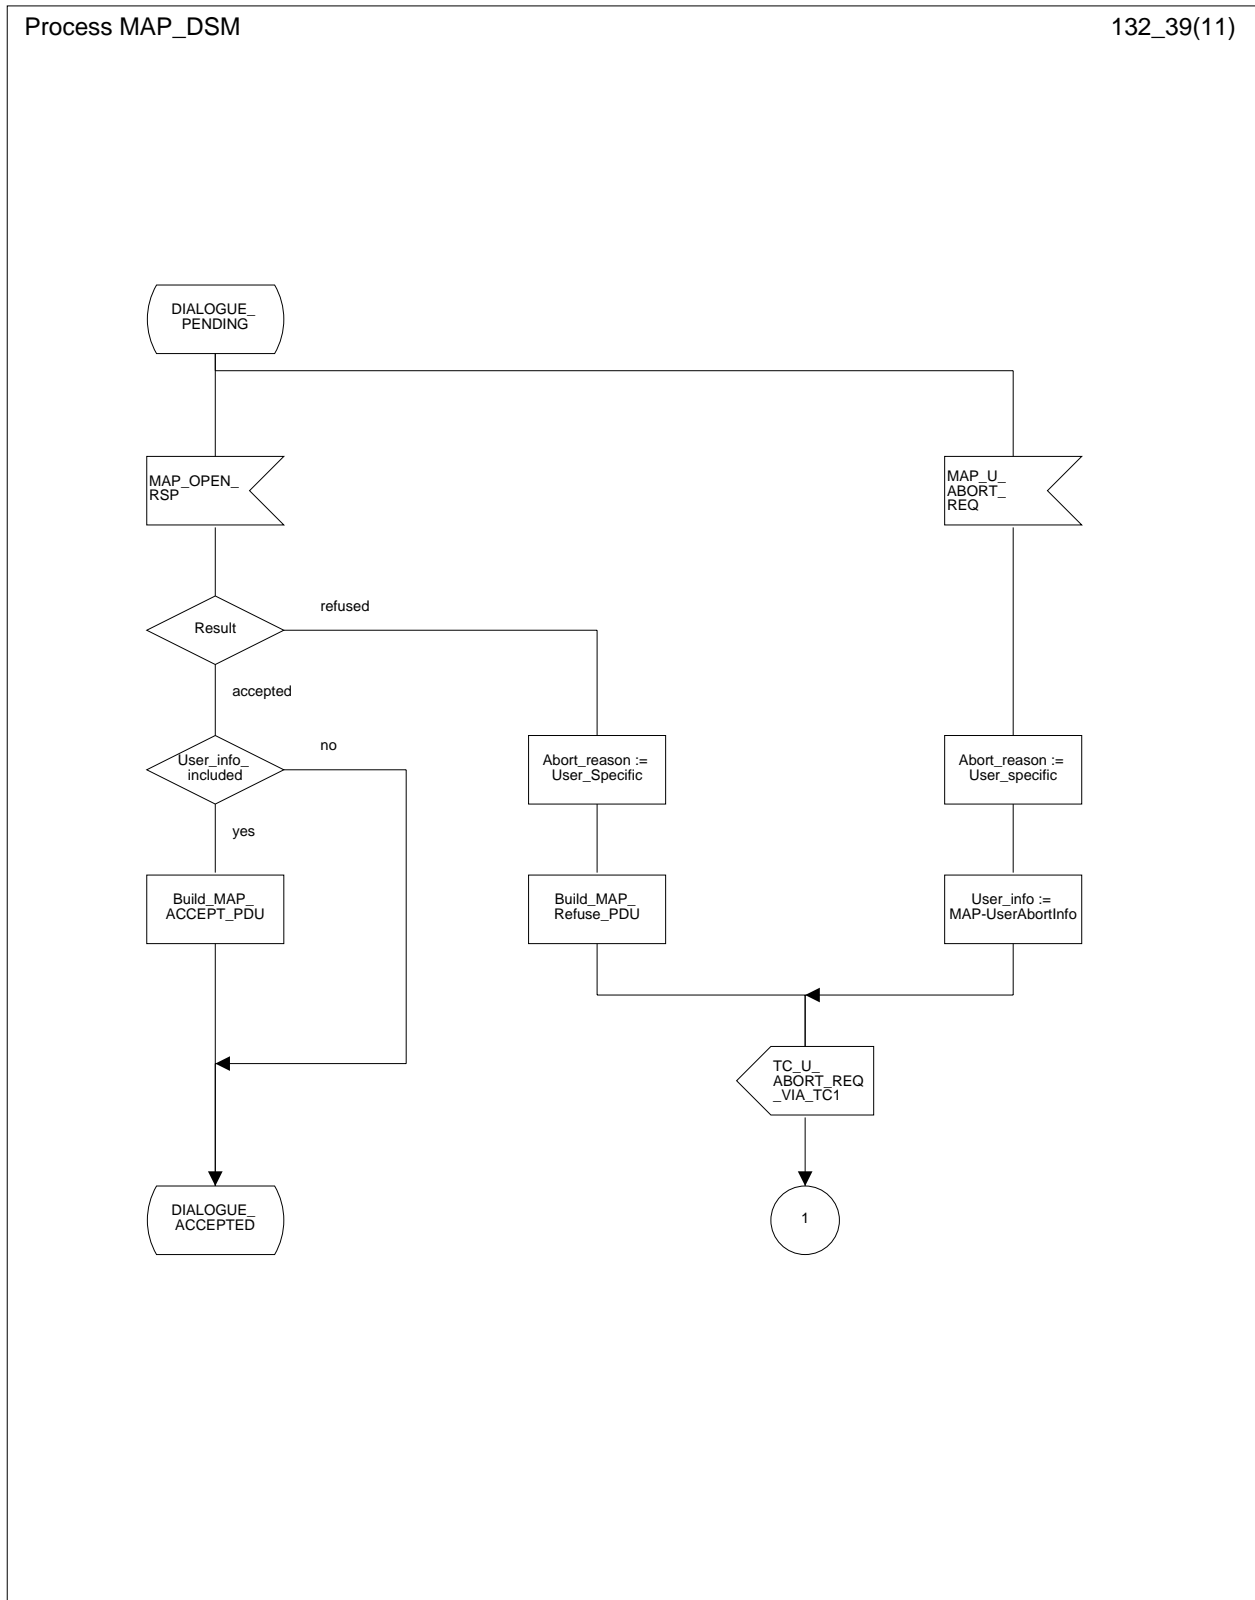 Process MAP_DSM
132_39(11)
DIALOGUE_
PENDING
MAP_OPEN_
RSP
MAP_U_
ABORT_
REQ
Result
refused
accepted
User_info_
included
no
yes
Abort_reason :=
User_Specific
Abort_reason :=
User_specific
Build_MAP_
ACCEPT_PDU
Build_MAP_
Refuse_PDU
User_info :=
MAP-UserAbortInfo
TC_U_
ABORT_REQ
_VIA_TC1
DIALOGUE_
ACCEPTED
1